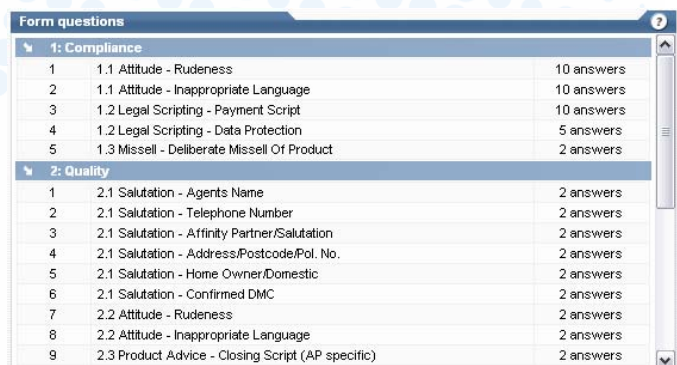 Form questions ?
1: Compliance
1 1.1 Attitude - Rudeness 10 answers
2 1.1 Attitude - Inappropriate Language 10 answers
3 1.2 Legal Scripting - Payment Script 10 answers
4 1.2 Legal Scripting - Data Protection 5 answers
5 1.3 Missell - Deliberate Missell Of Product 2 answers
2: Quality
1 2.1 Salutation - Agents Name 2 answers
2 2.1 Salutation - Telephone Number 2 answers
3 2.1 Salutation - Affinity Partner/Salutation 2 answers
4 2.1 Salutation - Address/Postcode/Pol. No. 2 answers
5 2.1 Salutation - Home Owner/Domestic 2 answers
6 2.1 Salutation - Confirmed DMC 2 answers
7 2.2 Attitude - Rudeness 2 answers
8 2.2 Attitude - Inappropriate Language 2 answers
9 2.3 Product Advice - Closing Script (AP specific) 2 answers